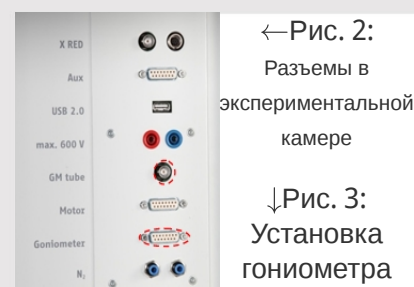 X RED
Aux
USB 2.0
max. 600 V
GM tube
Motor
Goniometer
N₂
←Рис. 2:
Разъемы в
экспериментальной
камере
↓Рис. 3:
Установка
гониометра